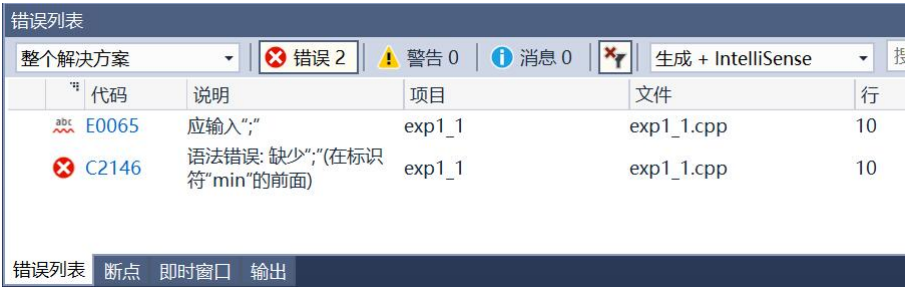 错误列表
整个解决方案 错误 2 警告 0 消息 0 生成 + IntelliSense
代码 说明 项目 文件 行
abc E0065 应输入";" exp1_1 exp1_1.cpp 10
C2146 语法错误: 缺少";"(在标识符"min"的前面) exp1_1 exp1_1.cpp 10
错误列表 断点 即时窗口 输出